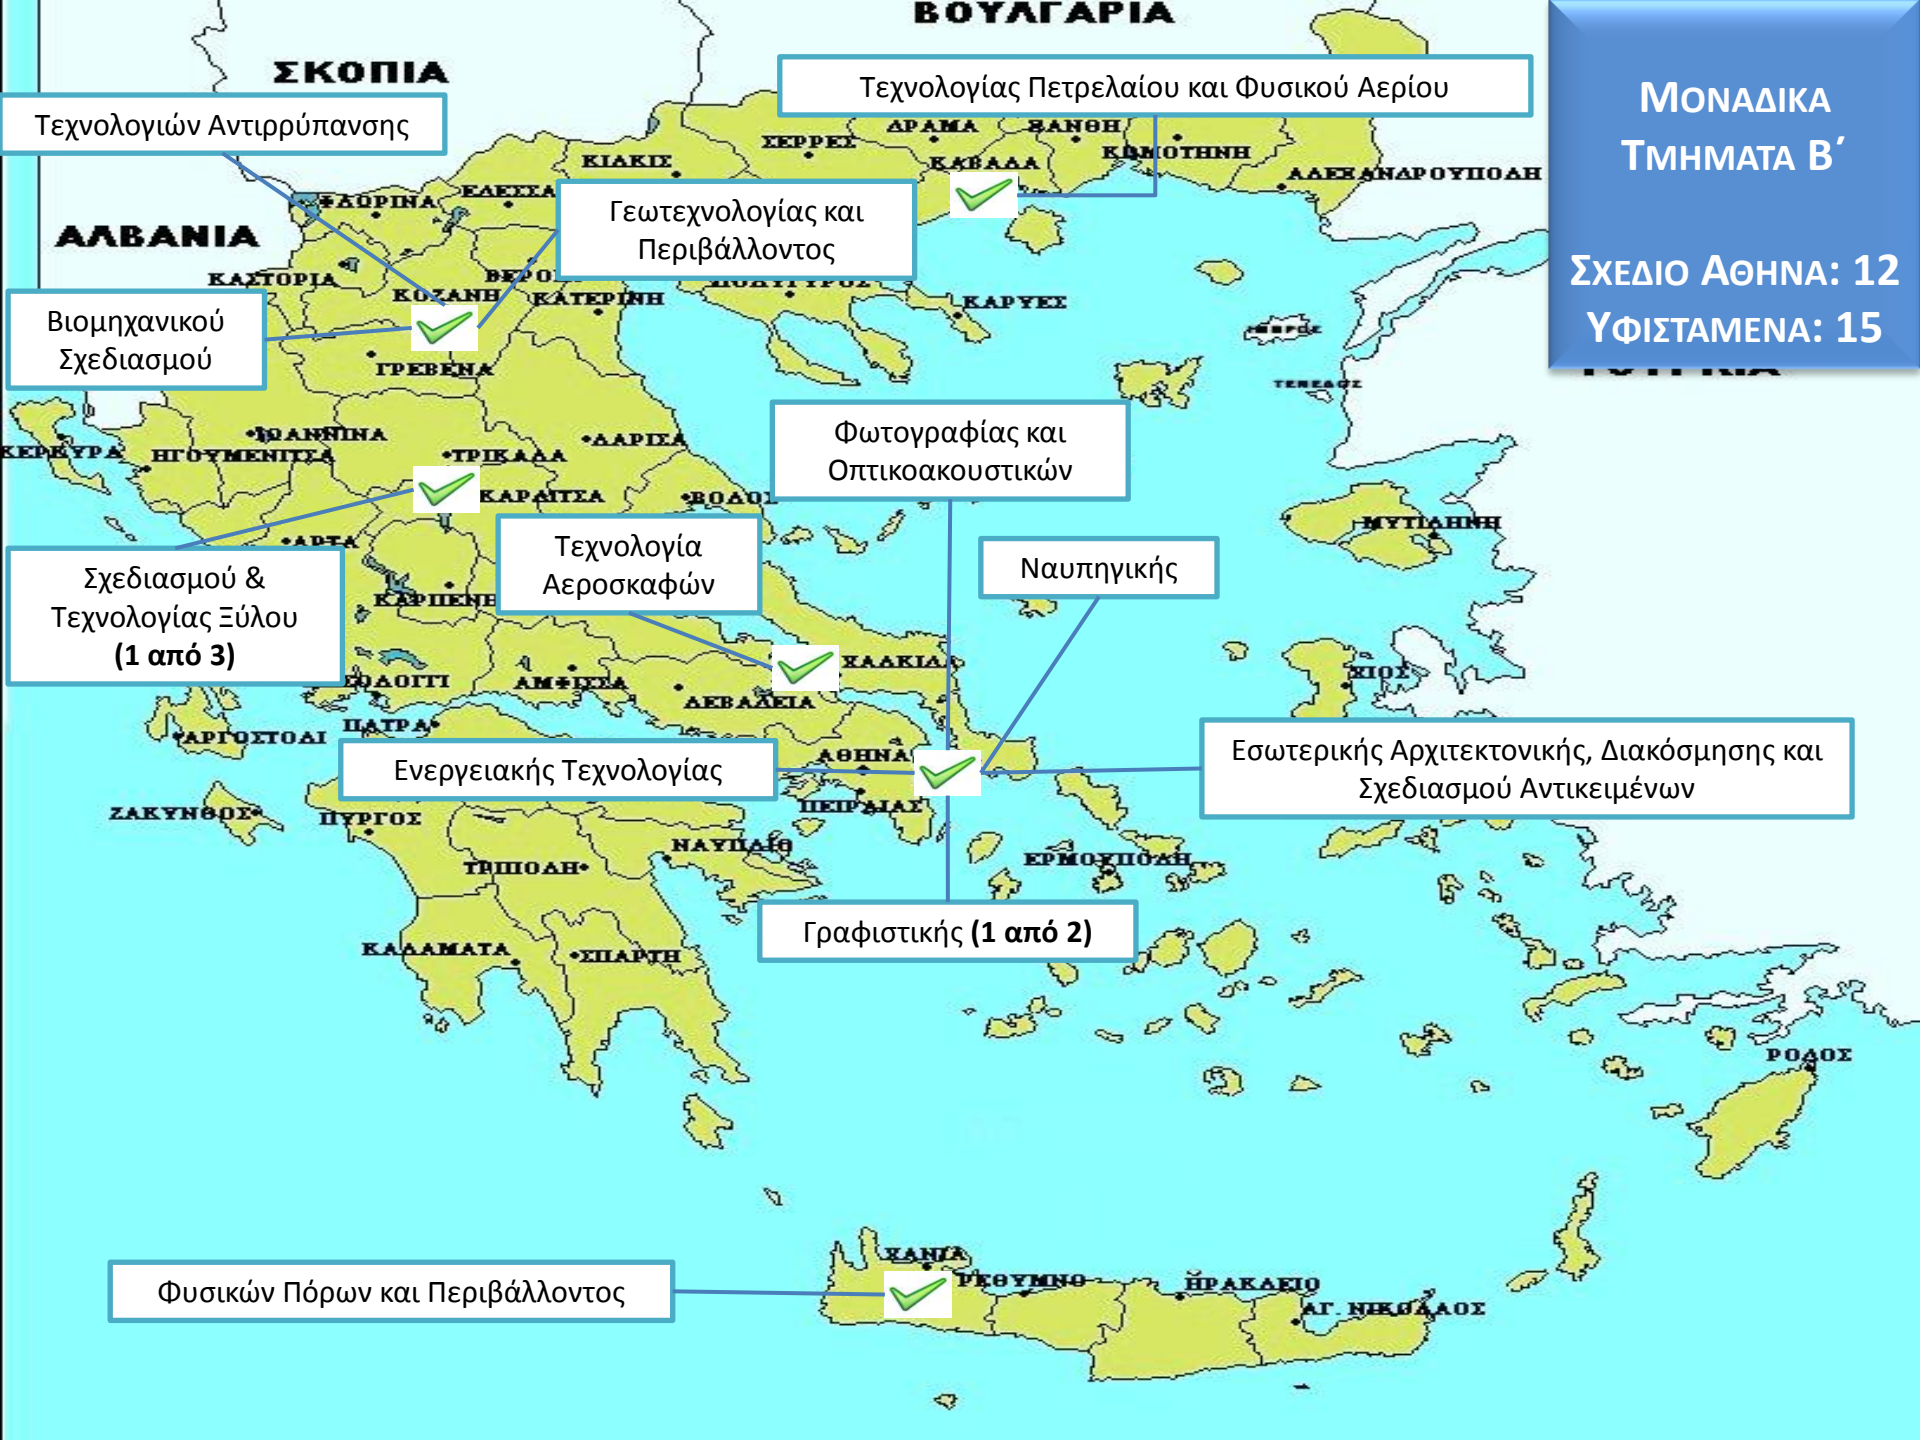 ΒΟΥΛΓΑΡΙΑ
ΣΚΟΠΙΑ
Τεχνολογίας Πετρελαίου και Φυσικού Αερίου
ΜΟΝΑΔΙΚΑ
ΤΜΗΜΑΤΑ Β΄
ΣΧΕΔΙΟ ΑΘΗΝΑ: 12
ΥΦΙΣΤΑΜΕΝΑ: 15
Τεχνολογιών Αντιρρύπανσης
ΔΡΑΜΑ
ΞΑΝΘΗ
ΣΕΡΡΕΣ
ΚΙΛΚΙΣ
ΚΑΒΑΛΑ
ΚΟΜΟΤΗΝΗ
ΑΛΕΞΑΝΔΡΟΥΠΟΛΗ
ΕΔΕΣΣΑ
ΦΛΩΡΙΝΑ
Γεωτεχνολογίας και
Περιβάλλοντος
ΑΛΒΑΝΙΑ
ΚΑΣΤΟΡΙΑ
ΚΟΖΑΝΗ
ΚΑΤΕΡΙΝΗ
ΠΟΛΥΓΥΡΟΣ
ΚΑΡΥΕΣ
Βιομηχανικού
Σχεδιασμού
ΓΡΕΒΕΝΑ
ΤΕΝΕΔΟΣ
ΙΩΑΝΝΙΝΑ
ΛΑΡΙΣΑ
ΚΕΡΚΥΡΑ
ΗΓΟΥΜΕΝΙΤΣΑ
ΤΡΙΚΑΛΑ
Φωτογραφίας και
Οπτικοακουστικών
ΚΑΡΔΙΤΣΑ
ΒΟΛΟΣ
ΜΥΤΙΛΗΝΗ
ΑΡΤΑ
Τεχνολογία
Αεροσκαφών
Ναυπηγικής
Σχεδιασμού &
Τεχνολογίας Ξύλου
(1 από 3)
ΧΑΛΚΙΔΑ
ΧΙΟΣ
ΑΜΦΙΣΣΑ
ΛΕΒΑΔΕΙΑ
ΑΡΓΟΣΤΟΛΙ
ΠΑΤΡΑ
ΑΘΗΝΑ
Ενεργειακής Τεχνολογίας
Εσωτερικής Αρχιτεκτονικής, Διακόσμησης και
Σχεδιασμού Αντικειμένων
ΖΑΚΥΝΘΟΣ
ΠΥΡΓΟΣ
ΠΕΙΡΑΙΑΣ
ΝΑΥΠΛΙΟ
ΤΡΙΠΟΛΗ
ΕΡΜΟΥΠΟΛΗ
Γραφιστικής (1 από 2)
ΚΑΛΑΜΑΤΑ
ΣΠΑΡΤΗ
ΡΟΔΟΣ
ΧΑΝΙΑ
ΡΕΘΥΜΝΟ
ΗΡΑΚΛΕΙΟ
ΑΓ. ΝΙΚΟΛΑΟΣ
Φυσικών Πόρων και Περιβάλλοντος